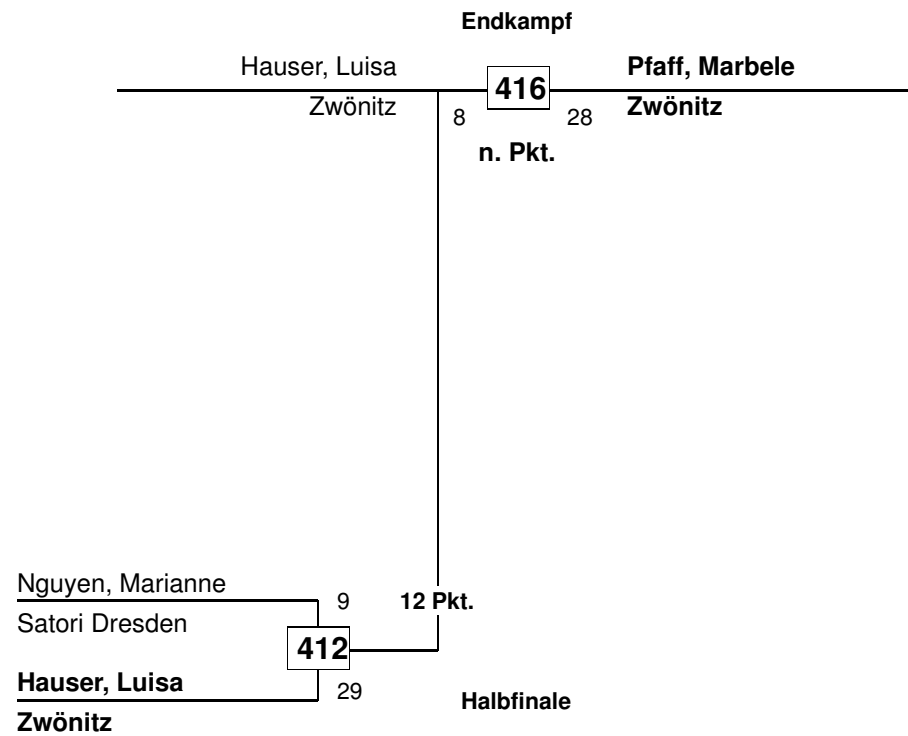 Endkampf
Hauser, Luisa
Zwönitz
416
Pfaff, Marbele
Zwönitz
8
28
n. Pkt.
Nguyen, Marianne
Satori Dresden
9
12 Pkt.
412
Hauser, Luisa
Zwönitz
29
Halbfinale